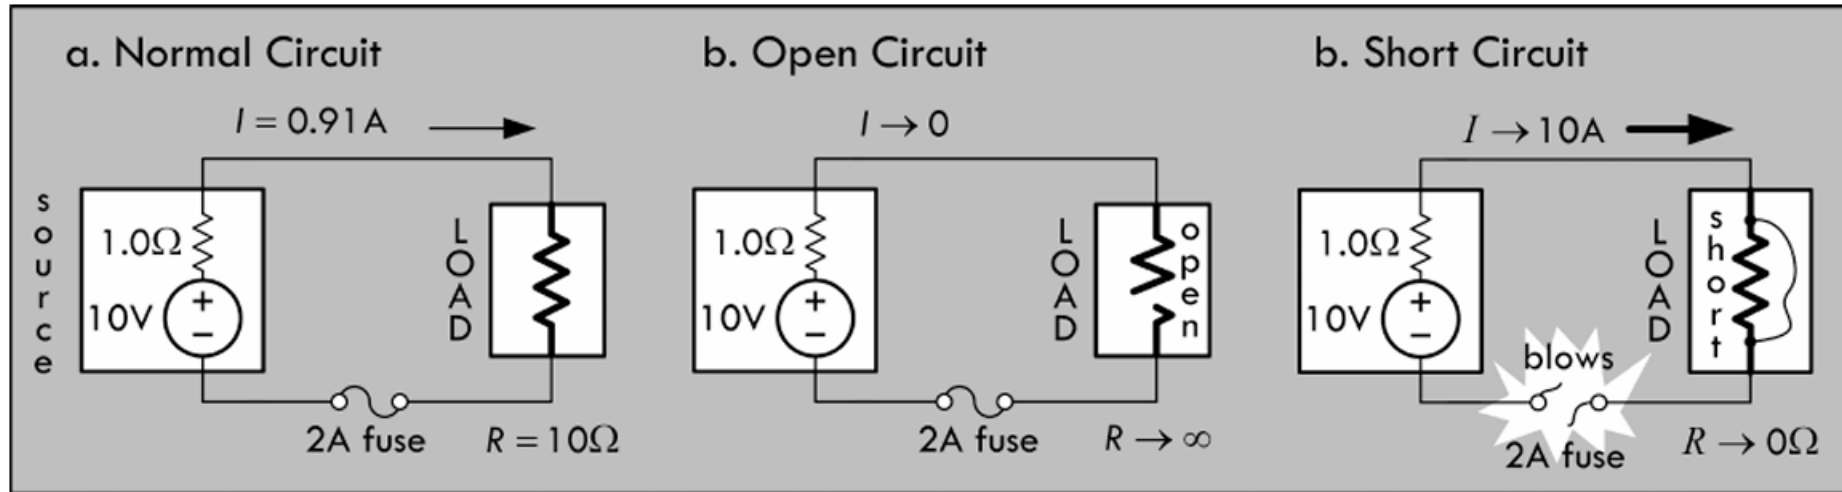 a. Normal Circuit
I = 0.91A
source
1.0Ω
10V
+
−
LOAD
2A fuse
R = 10Ω
b. Open Circuit
I → 0
1.0Ω
10V
+
−
LOAD
open
2A fuse
R → ∞
b. Short Circuit
I → 10A
1.0Ω
10V
+
−
LOAD
short
blows
2A fuse
R → 0Ω